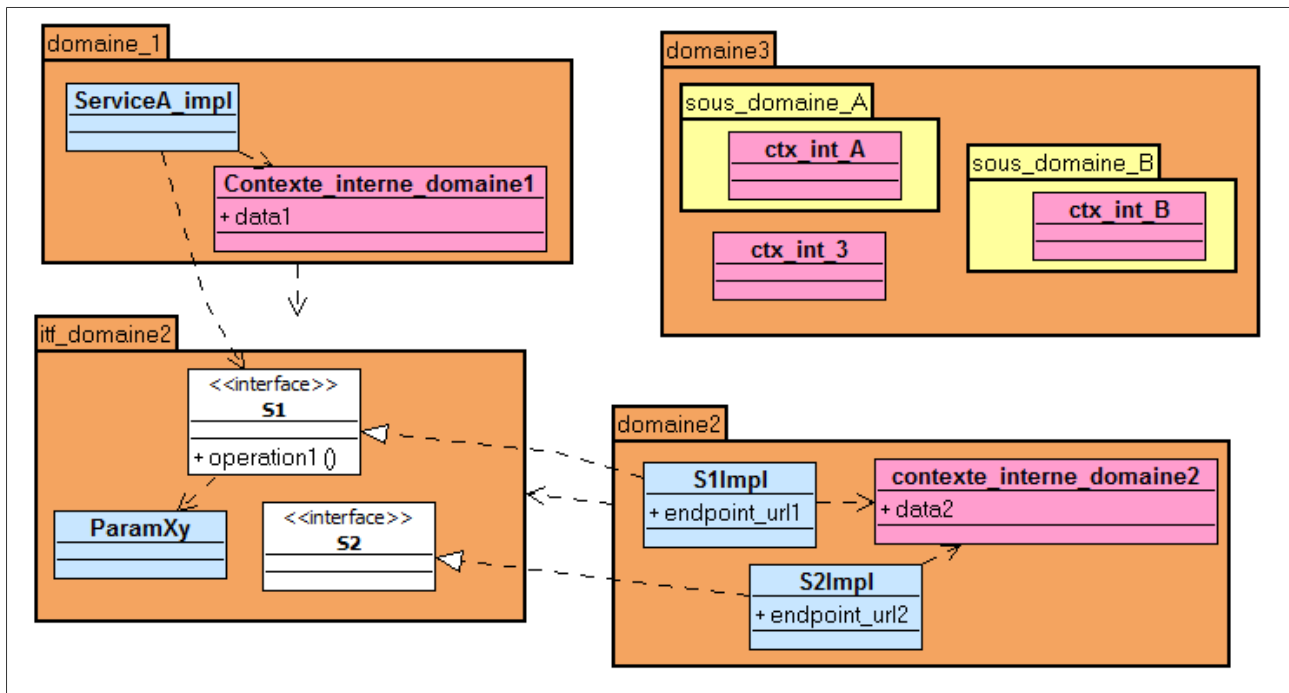 domaine_1
ServiceA_impl
Contexte_interne_domaine1
+ data1
domaine3
sous_domaine_A
ctx_int_A
sous_domaine_B
ctx_int_B
ctx_int_3
itf_domaine2
<<interface>>
S1
+ operation1 ()
ParamXy
<<interface>>
S2
domaine2
S1Impl
+ endpoint_url1
contexte_interne_domaine2
+ data2
S2Impl
+ endpoint_url2